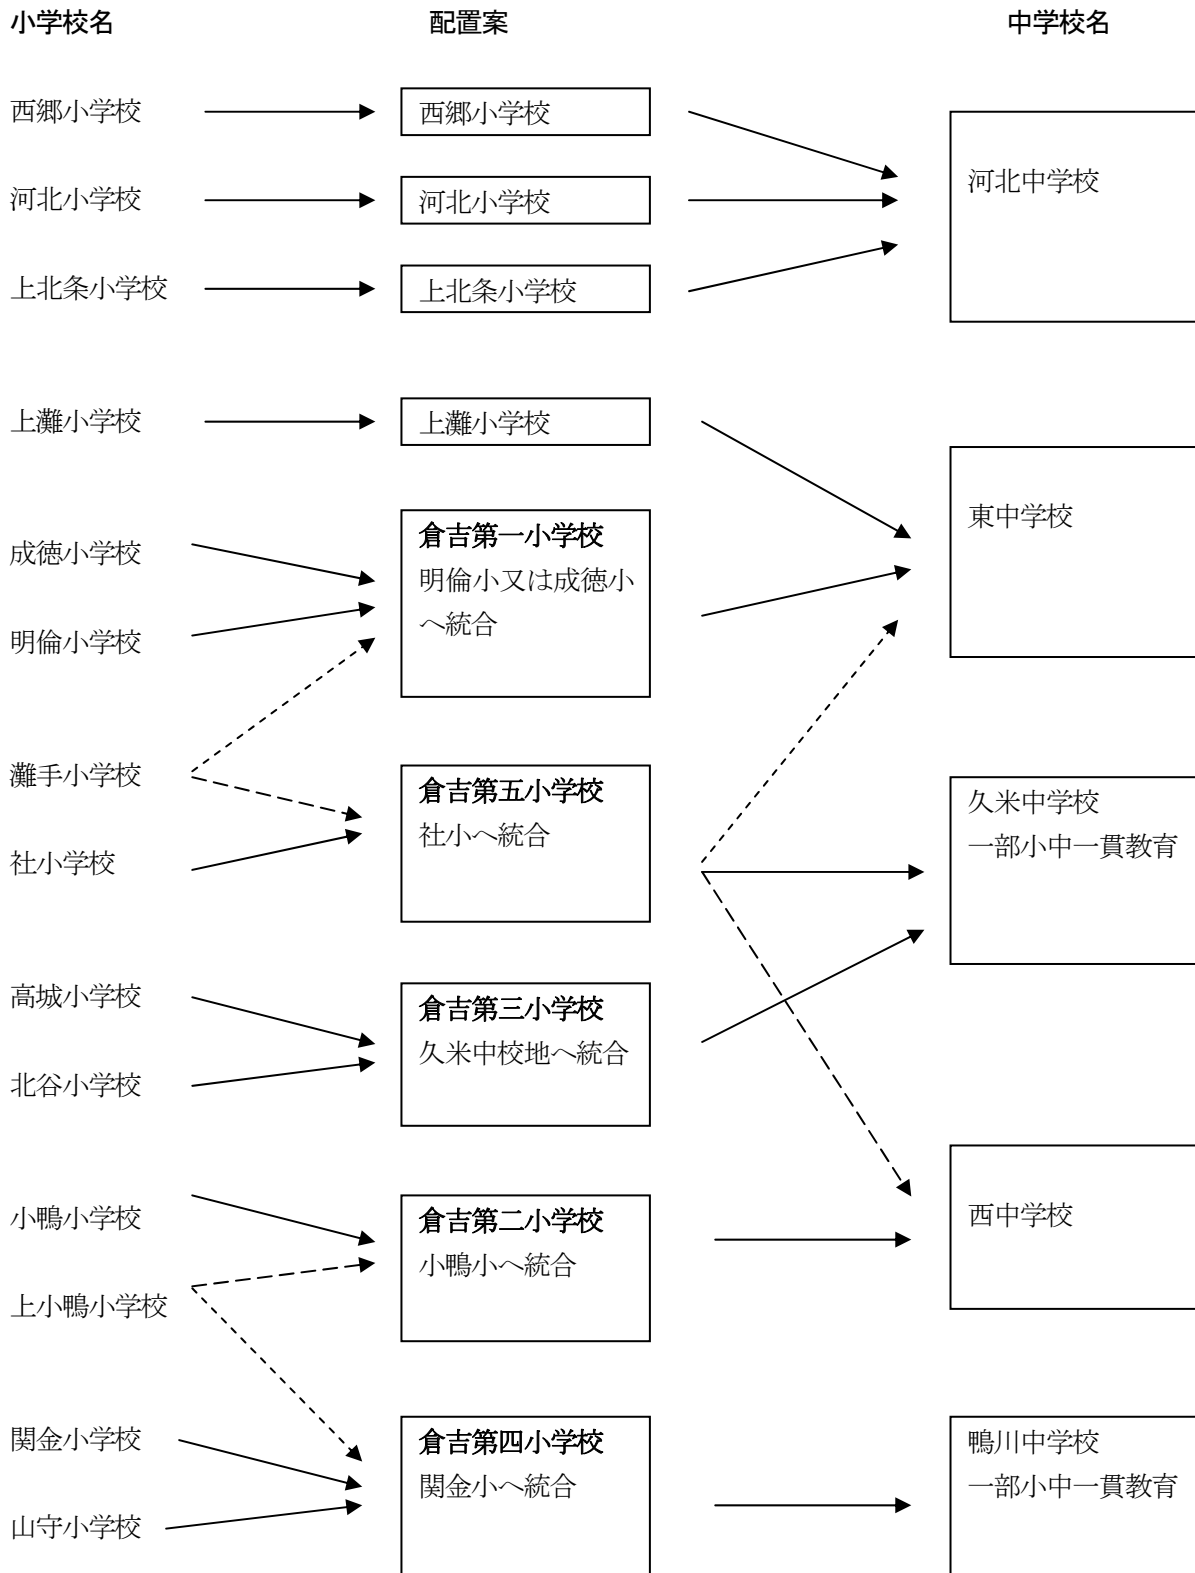 小学校名
配置案
中学校名
西郷小学校
西郷小学校
河北中学校
河北小学校
河北小学校
上北条小学校
上北条小学校
上灘小学校
上灘小学校
東中学校
成徳小学校
明倫小学校
倉吉第一小学校
明倫小又は成徳小
へ統合
灘手小学校
社小学校
倉吉第五小学校
社小へ統合
久米中学校
一部小中一貫教育
高城小学校
北谷小学校
倉吉第三小学校
久米中校地へ統合
小鴨小学校
上小鴨小学校
倉吉第二小学校
小鴨小へ統合
西中学校
関金小学校
山守小学校
倉吉第四小学校
関金小へ統合
鴨川中学校
一部小中一貫教育